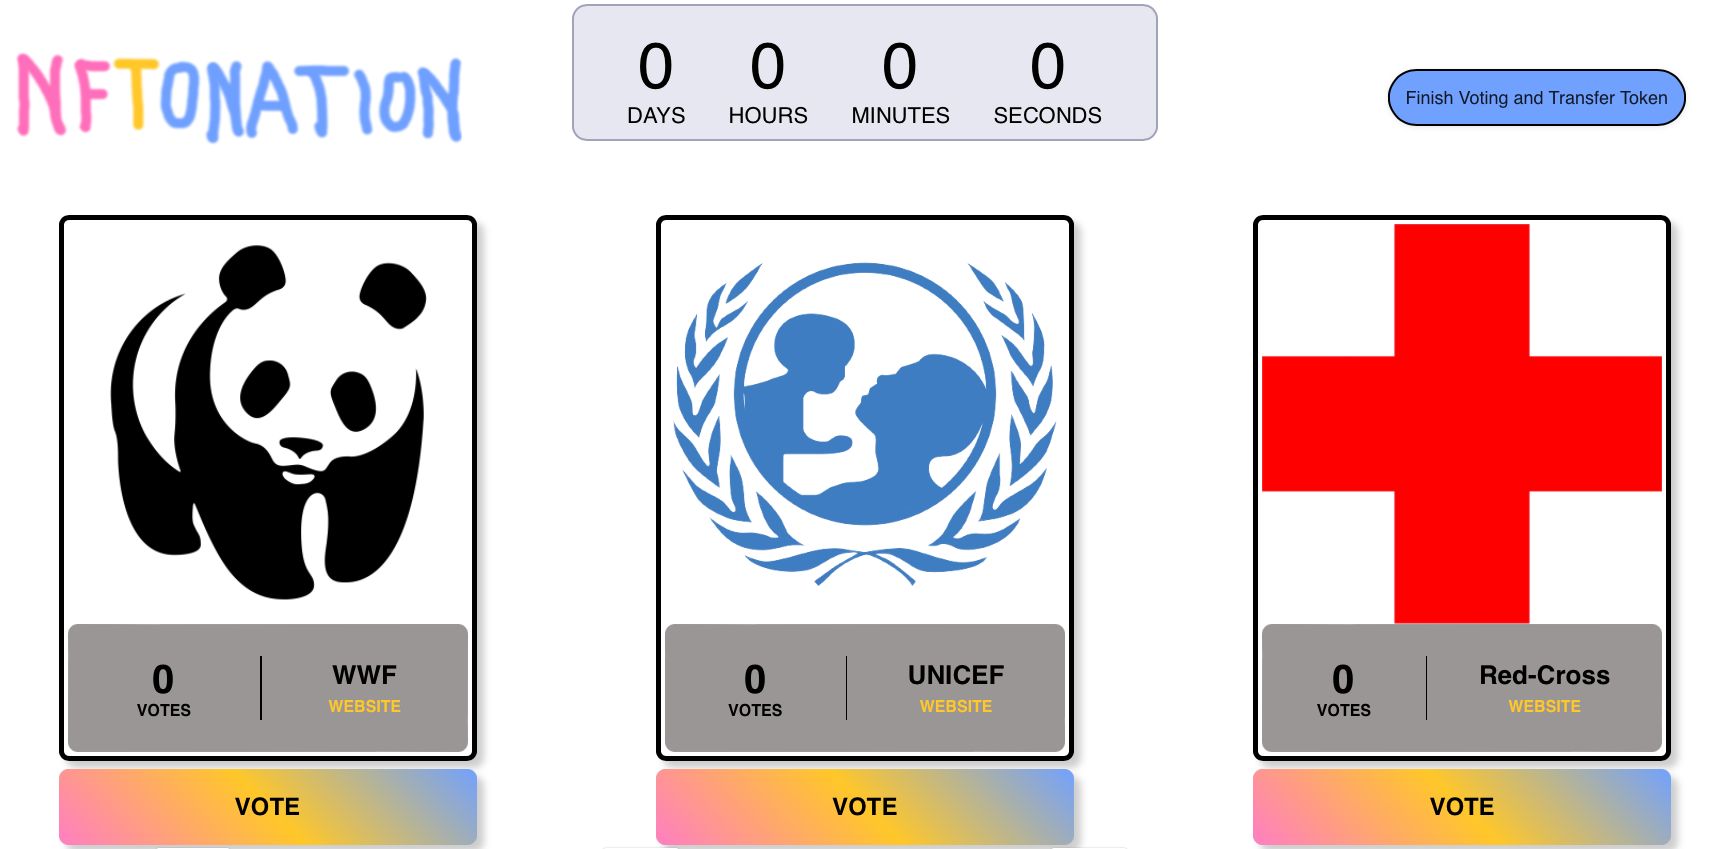 NFTONATION
0 0 0 0
DAYS HOURS MINUTES SECONDS
Finish Voting and Transfer Token
0
VOTES
WWF
WEBSITE
0
VOTES
UNICEF
WEBSITE
0
VOTES
Red-Cross
WEBSITE
VOTE
VOTE
VOTE